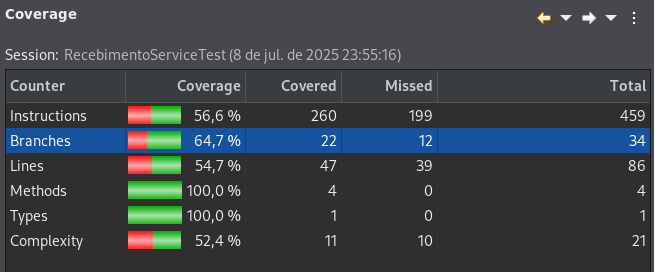 Coverage
Session: RecebimentoServiceTest (8 de jul. de 2025 23:55:16)
Counter Coverage Covered Missed Total
Instructions 56,6 % 260 199 459
Branches 64,7 % 22 12 34
Lines 54,7 % 47 39 86
Methods 100,0 % 4 0 4
Types 100,0 % 1 0 1
Complexity 52,4 % 11 10 21